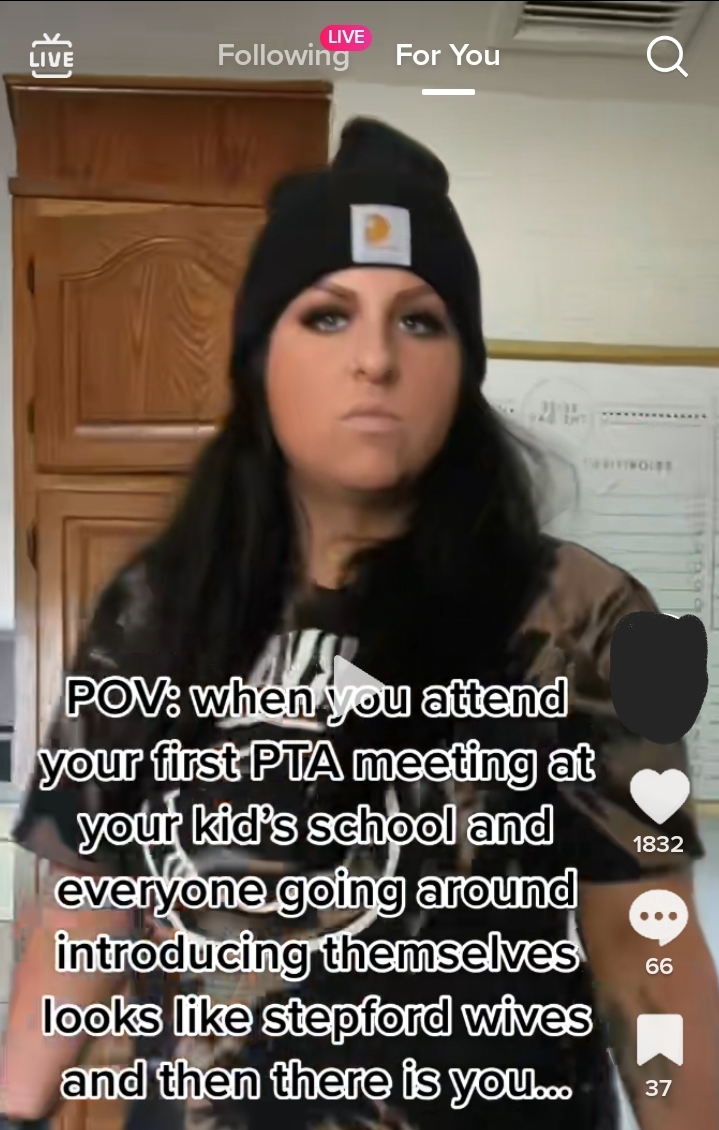 LIVE
Following
LIVE
For You
POV: when you attend
your first PTA meeting at
your kid's school and
everyone going around
introducing themselves
looks like stepford wives
and then there is you...
1832
66
37